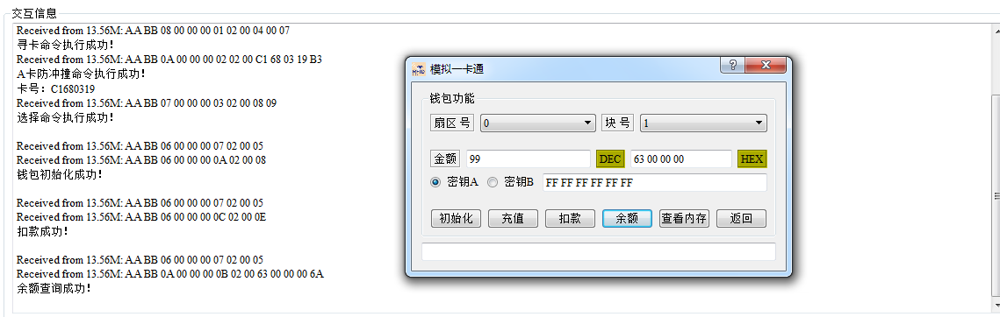 交互信息
Received from 13.56M: AA BB 08 00 00 00 01 02 00 04 00 07
寻卡命令执行成功！
Received from 13.56M: AA BB 0A 00 00 00 02 02 00 C1 68 03 19 B3
A卡防冲撞命令执行成功！
卡号：C1680319
Received from 13.56M: AA BB 07 00 00 00 03 02 00 08 09
选择命令执行成功！
Received from 13.56M: AA BB 06 00 00 00 07 02 00 05
Received from 13.56M: AA BB 06 00 00 00 0A 02 00 08
钱包初始化成功！
Received from 13.56M: AA BB 06 00 00 00 07 02 00 05
Received from 13.56M: AA BB 06 00 00 00 0C 02 00 0E
扣款成功！
Received from 13.56M: AA BB 06 00 00 00 07 02 00 05
Received from 13.56M: AA BB 0A 00 00 00 0B 02 00 63 00 00 00 6A
余额查询成功！
RFID 模拟一卡通
钱包功能
扇区号 0 块号 1
金额 99 DEC 63 00 00 00 HEX
密钥A 密钥B FF FF FF FF FF FF
初始化 充值 扣款 余额 查看内存 返回